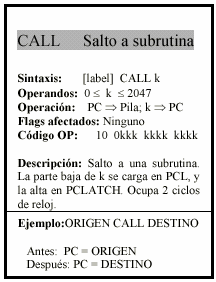 CALL Salto a subrutina
Sintaxis: [label] CALL k
Operandos: 0 ≤ k ≤ 2047
Operación: PC ⇒ Pila; k ⇒ PC
Flags afectados: Ninguno
Código OP: 10 0kkk kkkk kkkk
Descripción: Salto a una subrutina.
La parte baja de k se carga en PCL, y
la alta en PCLATCH. Ocupa 2 ciclos
de reloj.
Ejemplo:ORIGEN CALL DESTINO
Antes: PC = ORIGEN
Después: PC = DESTINO